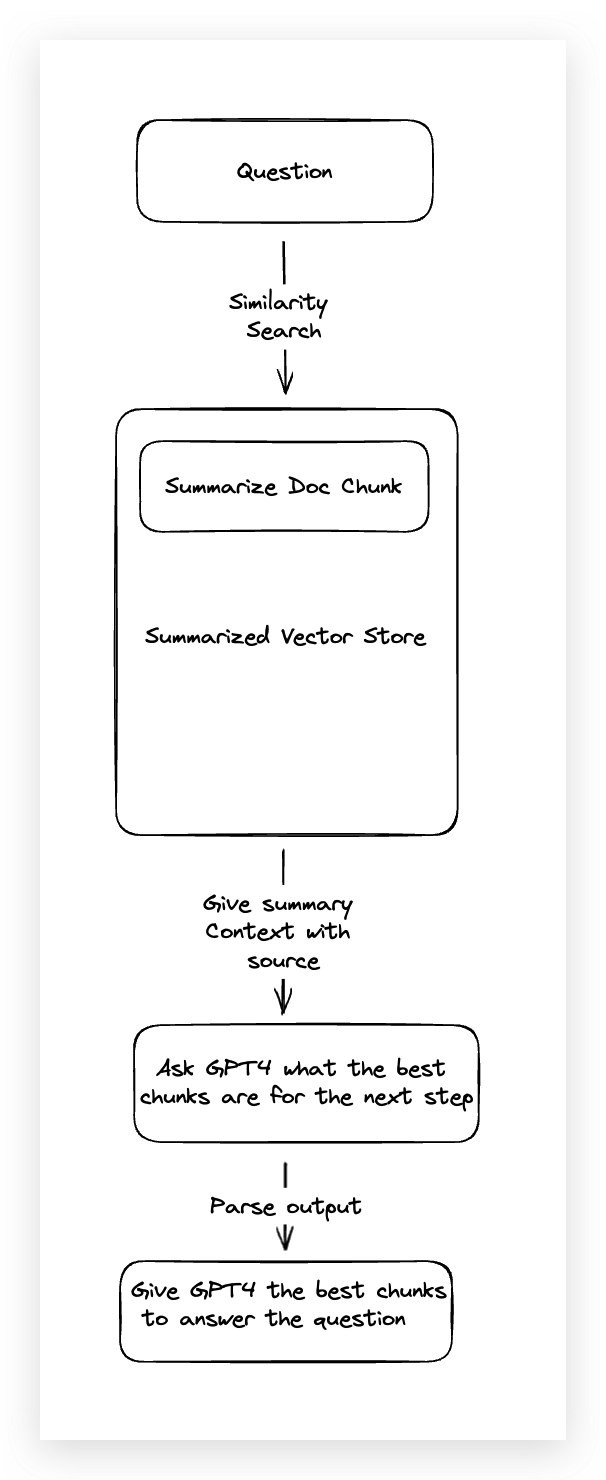 Question
Similarity
Search
Summarize Doc Chunk
Summarized Vector Store
Give summary
Context with
source
Ask GPT4 what the best
chunks are for the next step
Parse output
Give GPT4 the best chunks
to answer the question